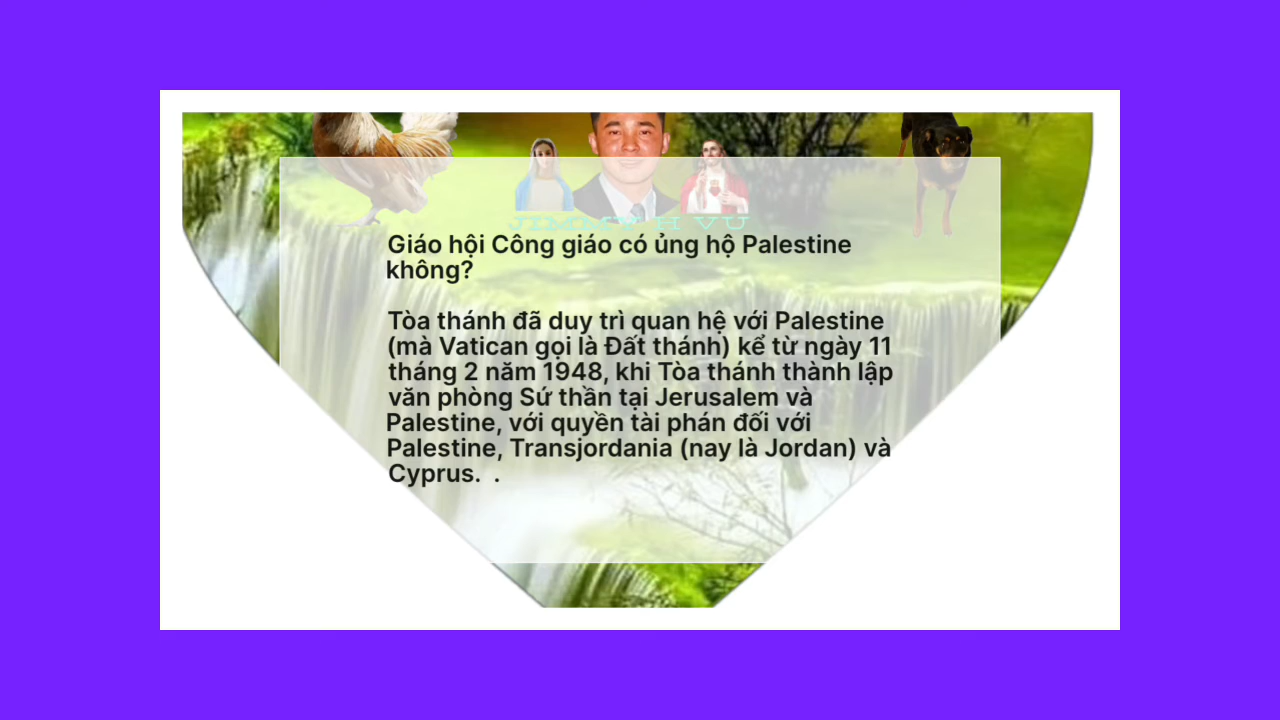 JIMMY H VU
Giáo hội Công giáo có ủng hộ Palestine
không?
Tòa thánh đã duy trì quan hệ với Palestine
(mà Vatican gọi là Đất thánh) kể từ ngày 11
tháng 2 năm 1948, khi Tòa thánh thành lập
văn phòng Sứ thần tại Jerusalem và
Palestine, với quyền tài phán đối với
Palestine, Transjordania (nay là Jordan) và
Cyprus.  .